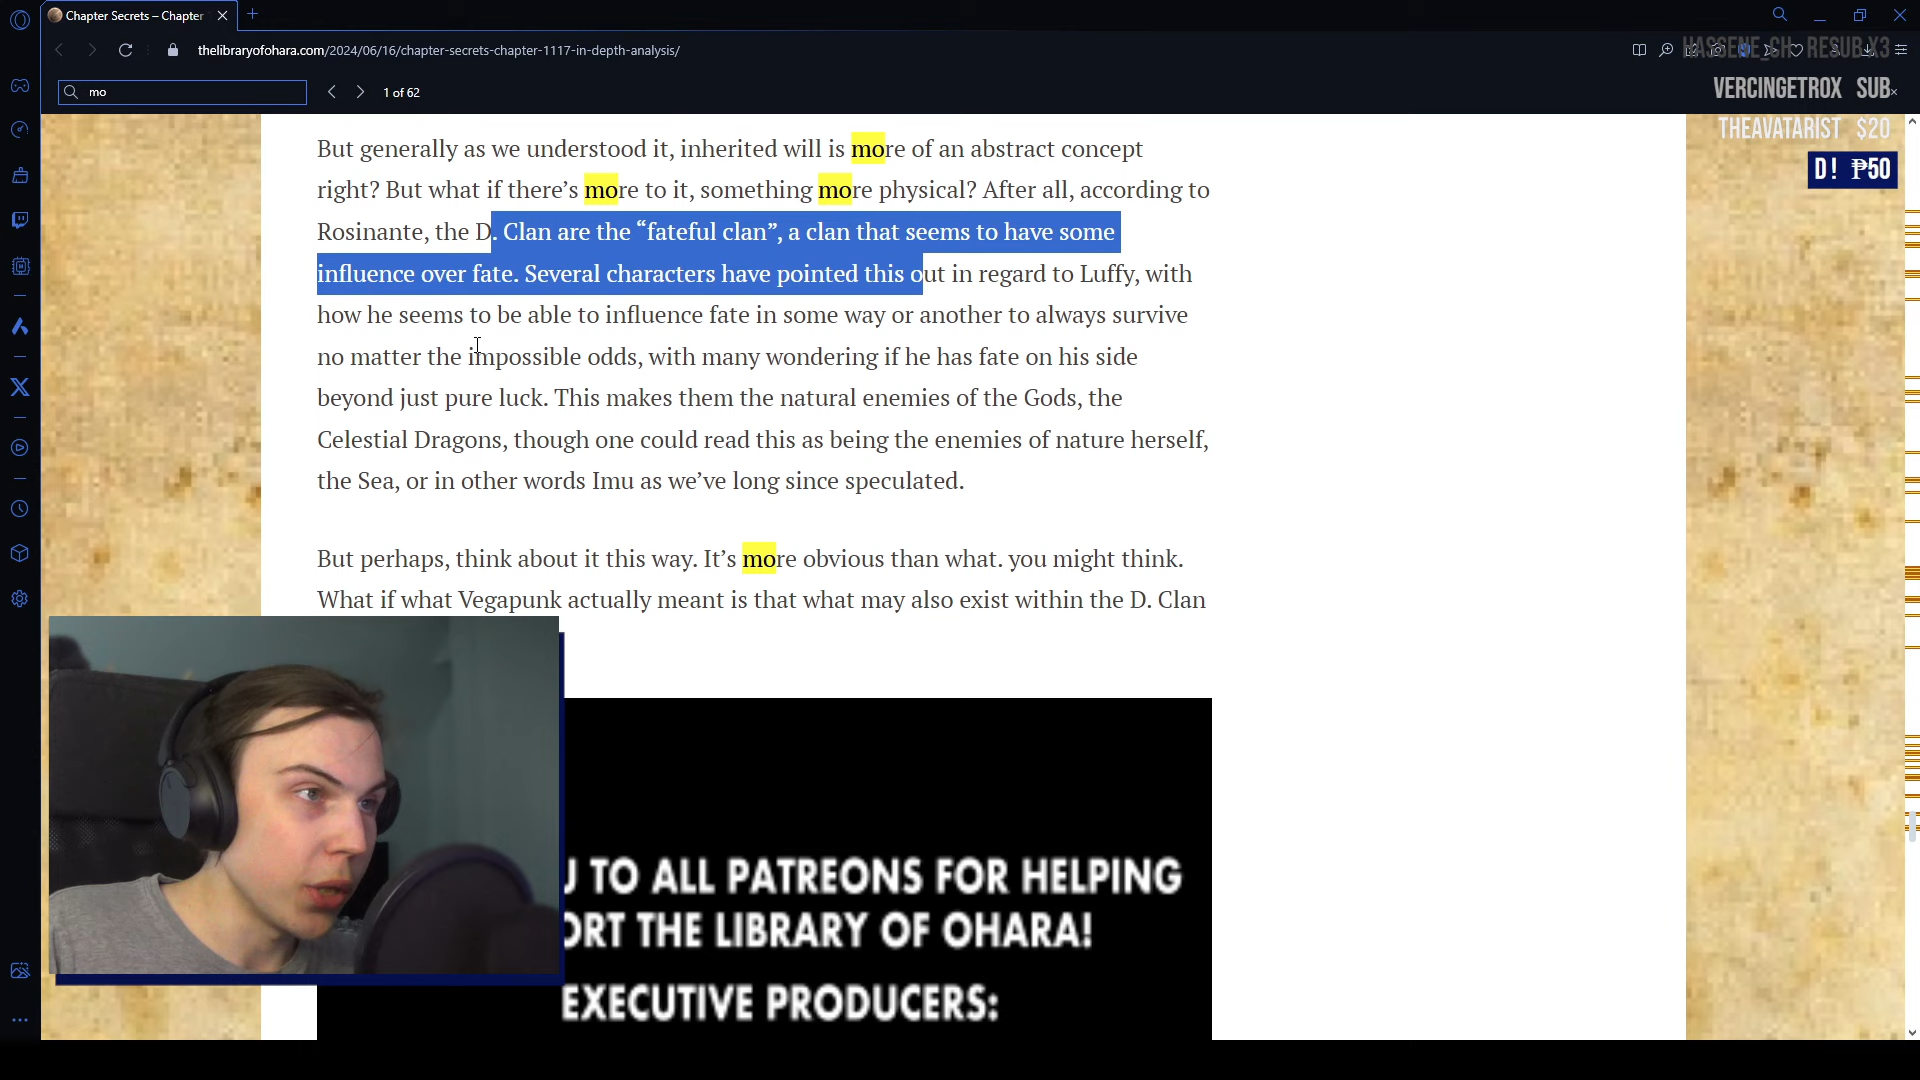 Chapter Secrets – Chapter
thelibraryofohara.com/2024/06/16/chapter-secrets-chapter-1117-in-depth-analysis/
HASSENE_CH RESUB X3
mo
1 of 62
VERCINGETROX SUB
THEAVATARIST $20
D! ₱50
But generally as we understood it, inherited will is more of an abstract concept
right? But what if there’s more to it, something more physical? After all, according to
Rosinante, the D. Clan are the “fateful clan”, a clan that seems to have some
influence over fate. Several characters have pointed this out in regard to Luffy, with
how he seems to be able to influence fate in some way or another to always survive
no matter the impossible odds, with many wondering if he has fate on his side
beyond just pure luck. This makes them the natural enemies of the Gods, the
Celestial Dragons, though one could read this as being the enemies of nature herself,
the Sea, or in other words Imu as we’ve long since speculated.
But perhaps, think about it this way. It’s more obvious than what. you might think.
What if what Vegapunk actually meant is that what may also exist within the D. Clan
U TO ALL PATREONS FOR HELPING
ORT THE LIBRARY OF OHARA!
EXECUTIVE PRODUCERS: